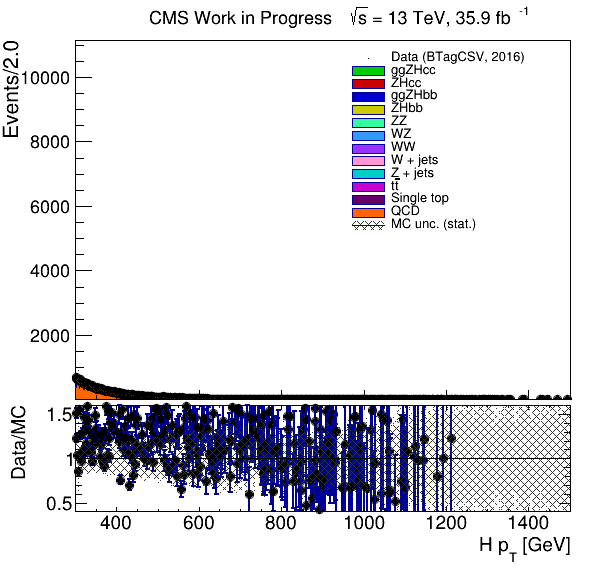 CMS Work in Progress √s = 13 TeV, 35.9 fb⁻¹
Events/2.0
10000
8000
6000
4000
2000
Data (BTagCSV, 2016)
ggZHcc
ZHcc
ggZHbb
ZHbb
ZZ
WZ
WW
W + jets
Z + jets
tt̅
Single top
QCD
MC unc. (stat.)
Data/MC
1.5
1
0.5
400 600 800 1000 1200 1400
H p_T [GeV]